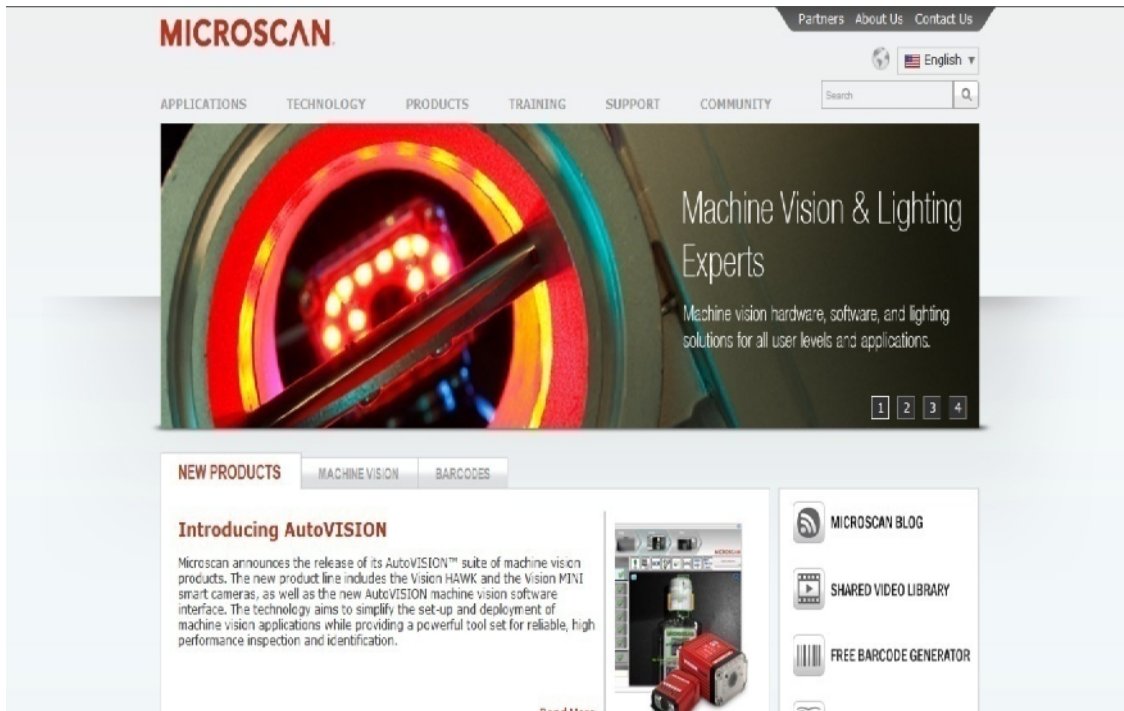 Partners About Us Contact Us
MICROSCAN
English
Search
APPLICATIONS TECHNOLOGY PRODUCTS TRAINING SUPPORT COMMUNITY
Machine Vision & Lighting
Experts
Machine vision hardware, software, and lighting
solutions for all user levels and applications.
1 2 3 4
NEW PRODUCTS MACHINE VISION BARCODES
Introducing AutoVISION
Microscan announces the release of its AutoVISION™ suite of machine vision
products. The new product line includes the Vision HAWK and the Vision MINI
smart cameras, as well as the new AutoVISION machine vision software
interface. The technology aims to simplify the set-up and deployment of
machine vision applications while providing a powerful tool set for reliable, high
performance inspection and identification.
Read More
MICROSCAN
MICROSCAN BLOG
SHARED VIDEO LIBRARY
FREE BARCODE GENERATOR